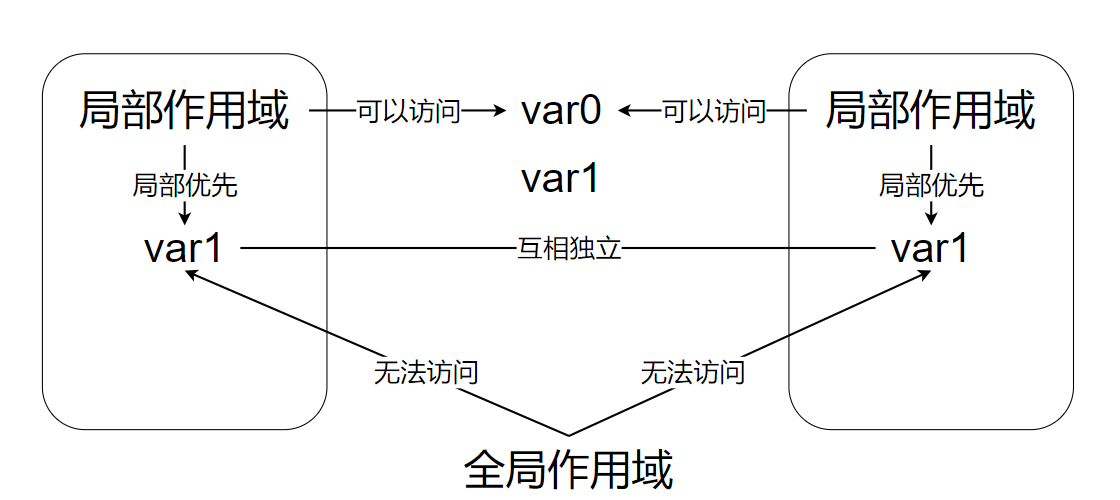 局部作用域 可以访问 var0 可以访问 局部作用域
var1
局部优先 局部优先
var1 互相独立 var1
无法访问 无法访问
全局作用域